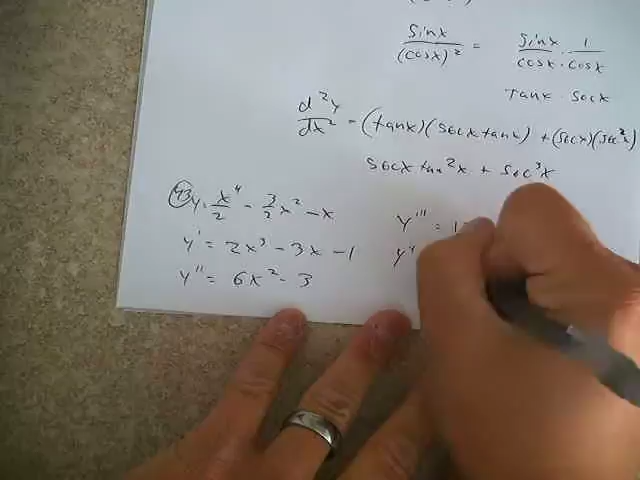 sinx/(cosx)² = sinx/cosx · 1/cosx
tanx · secx
d²y/dx² = (tanx)(secx tanx) + (secx)(sec²x)
secx tan²x + sec³x
43 y = x⁴/2 - 3/2 x² - x
y' = 2x³ - 3x - 1
y'' = 6x² - 3
y''' = 1
y